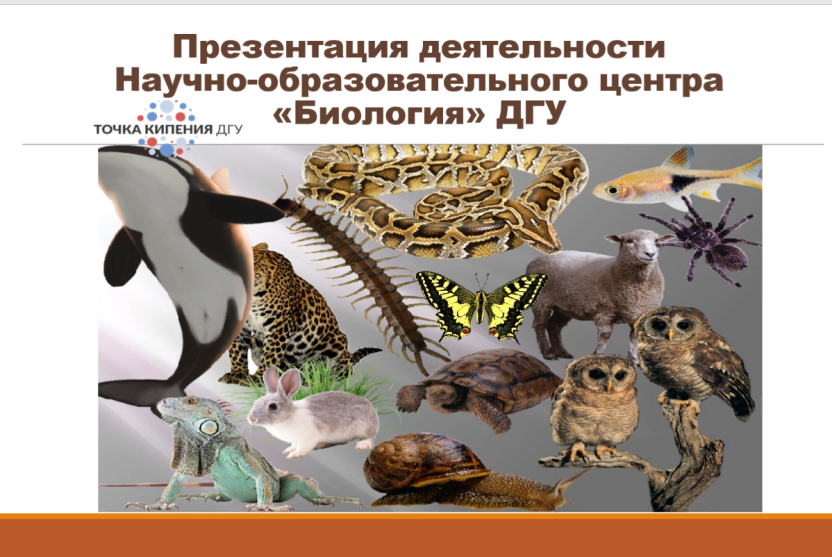 Презентация деятельности
Научно-образовательного центра
«Биология» ДГУ
ТОЧКА КИПЕНИЯ ДГУ